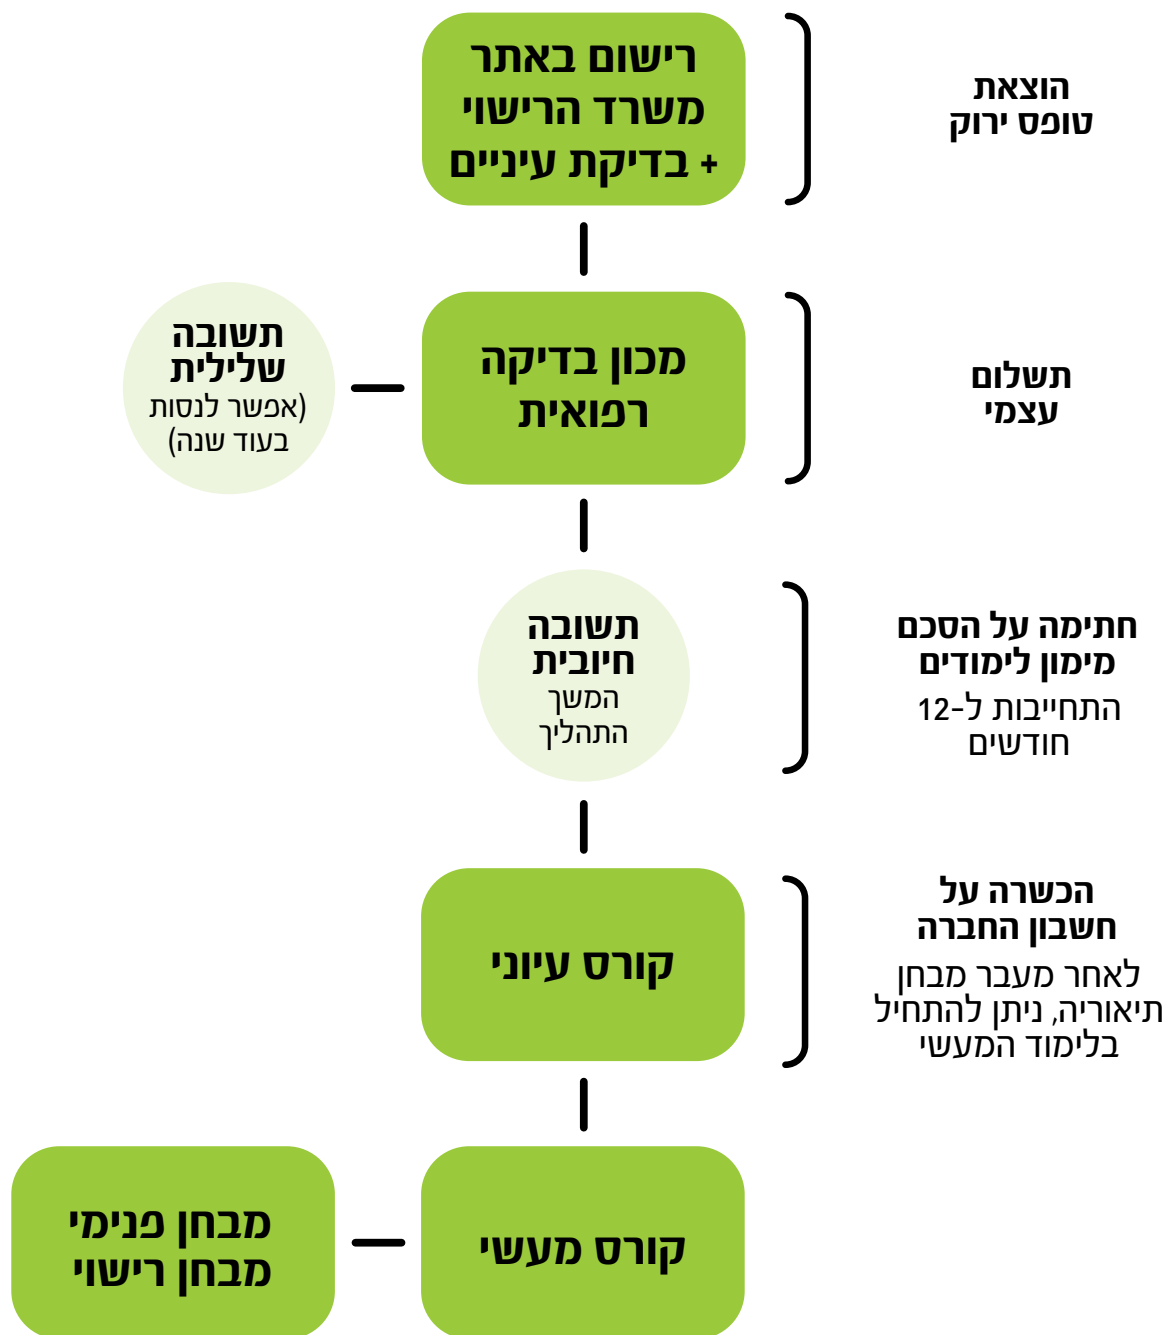 רישום באתר
משרד הרישוי
+ בדיקת עיניים
הוצאת
טופס ירוק
מכון בדיקה
רפואית
תשלום
עצמי
תשובה
שלילית
(אפשר לנסות
בעוד שנה)
תשובה
חיובית
המשך
התהליך
חתימה על הסכם
מימון לימודים
התחייבות ל-12
חודשים
קורס עיוני
הכשרה על
חשבון החברה
לאחר מעבר מבחן
תיאוריה, ניתן להתחיל
בלימוד המעשי
קורס מעשי
מבחן פנימי
מבחן רישוי